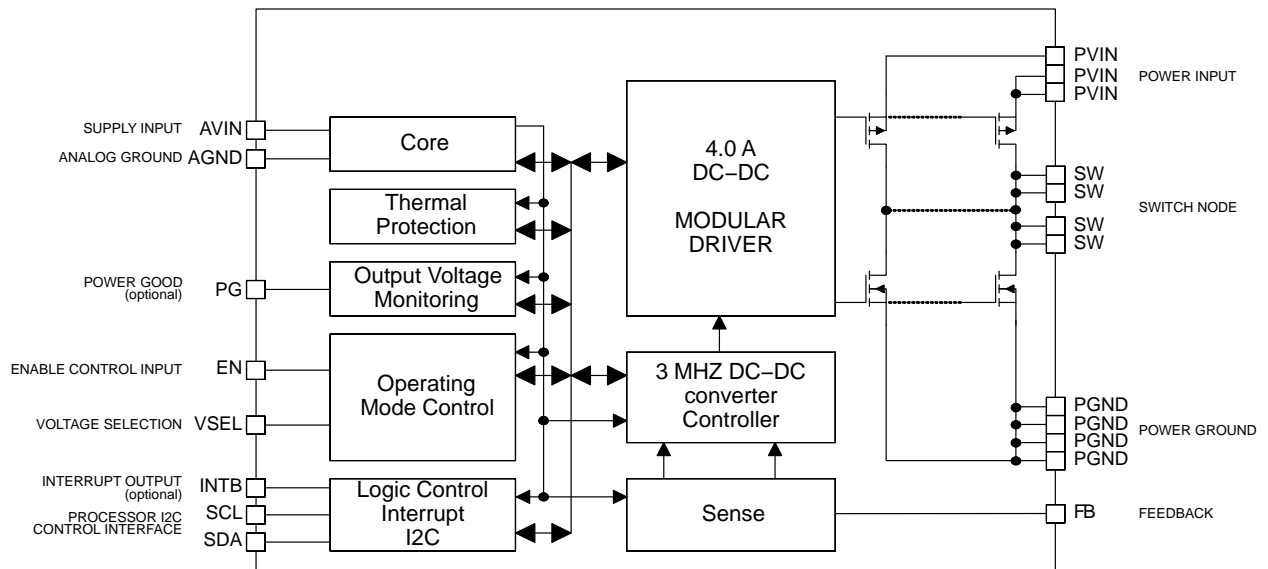 SUPPLY INPUT AVIN
ANALOG GROUND AGND
POWER GOOD
(optional)
PG
ENABLE CONTROL INPUT EN
VOLTAGE SELECTION VSEL
INTERRUPT OUTPUT
(optional)
INTB
PROCESSOR I2C
CONTROL INTERFACE
SCL
SDA
Core
Thermal
Protection
Output Voltage
Monitoring
Operating
Mode Control
Logic Control
Interrupt
I2C
4.0 A
DC−DC
MODULAR
DRIVER
3 MHZ DC−DC
converter
Controller
Sense
PVIN
PVIN
PVIN
POWER INPUT
SW
SW
SW
SW
SWITCH NODE
PGND
PGND
PGND
PGND
POWER GROUND
FB FEEDBACK